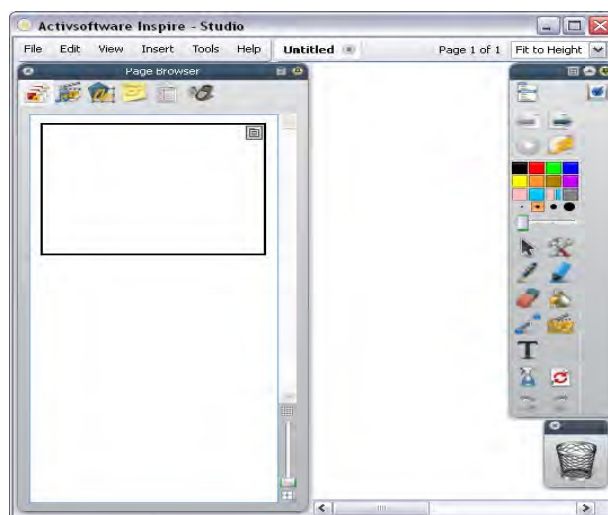 Activsoftware Inspire - Studio
File Edit View Insert Tools Help Untitled Page 1 of 1 Fit to Height
Page Browser
T